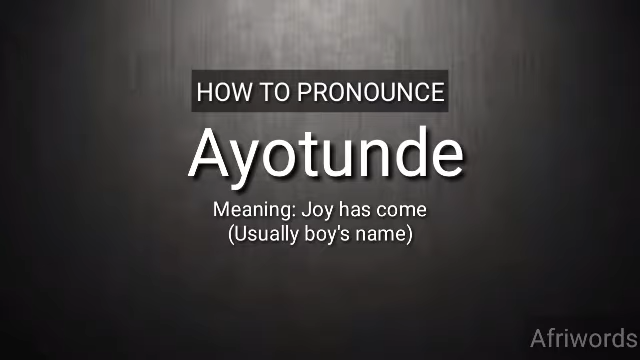 HOW TO PRONOUNCE
Ayotunde
Meaning: Joy has come
(Usually boy's name)
Afriwords